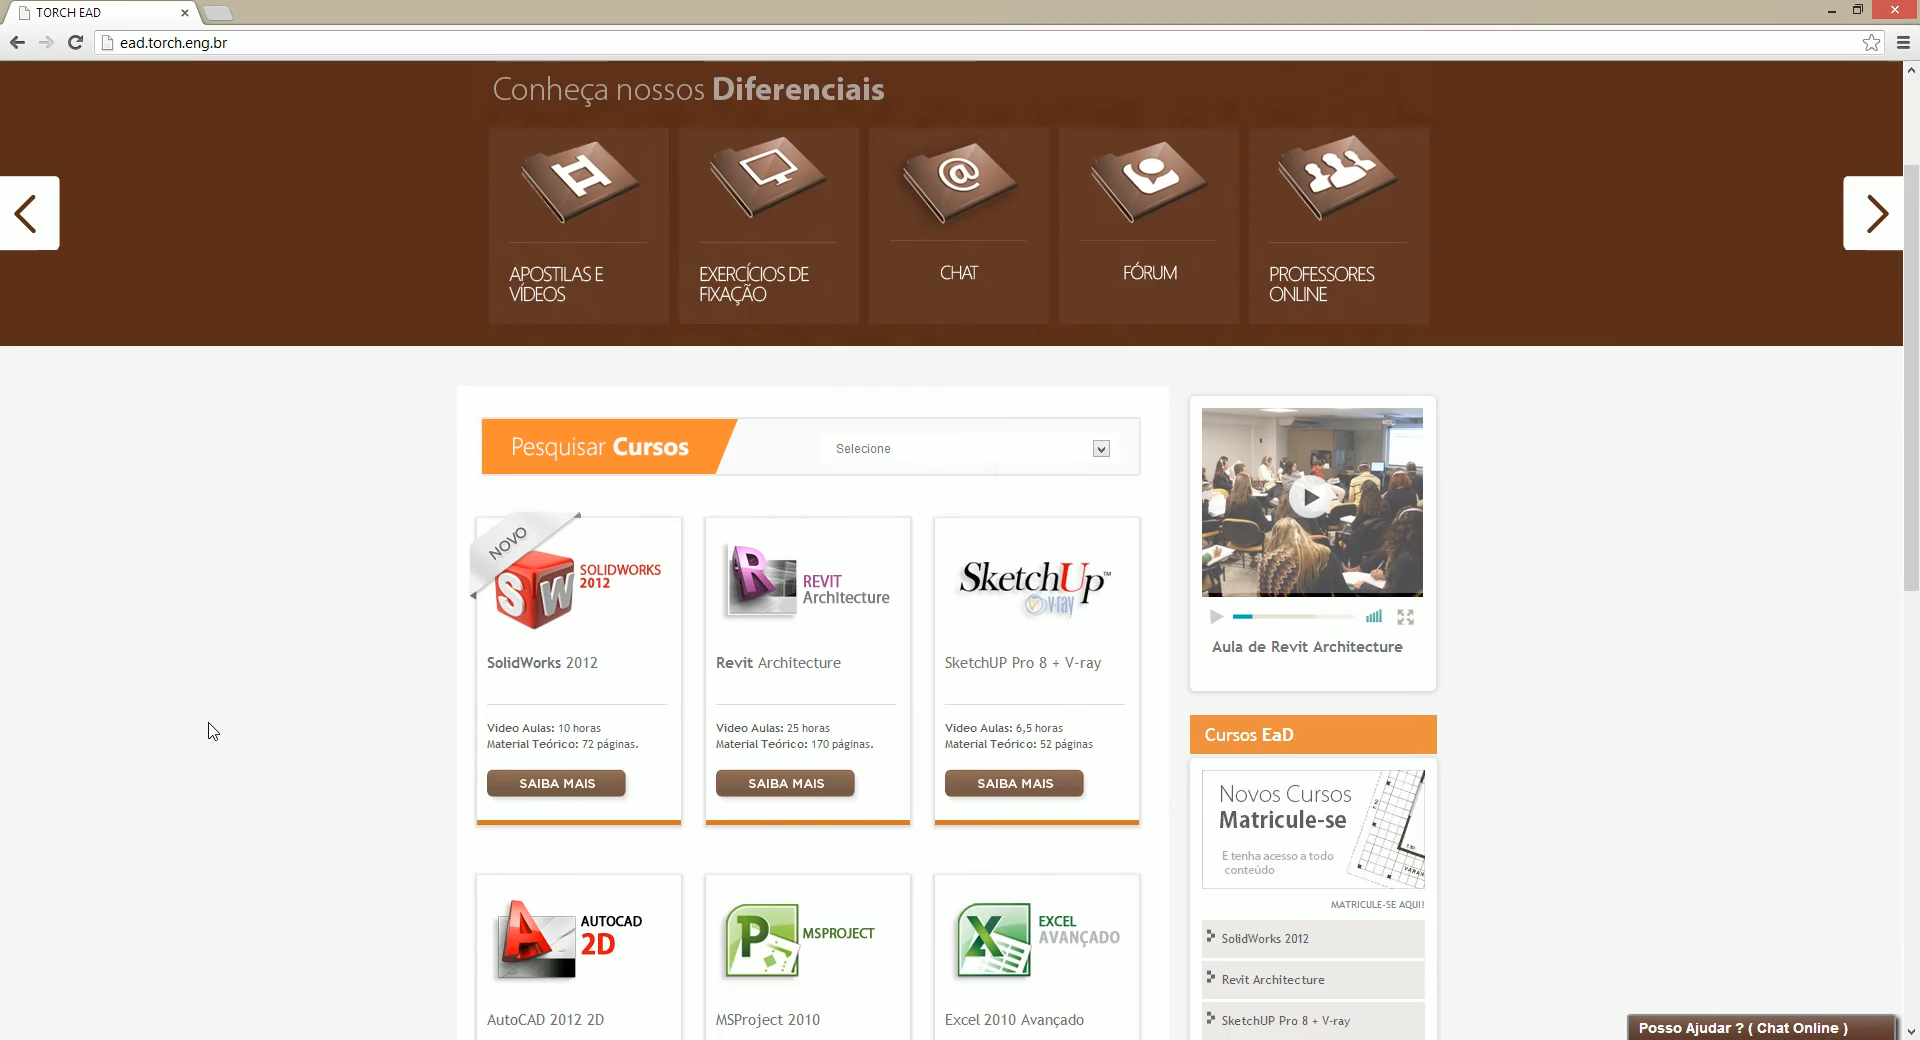 TORCH EAD
ead.torch.eng.br
Conheça nossos Diferenciais
APOSTILAS E
VÍDEOS
EXERCÍCIOS DE
FIXAÇÃO
CHAT
FÓRUM
PROFESSORES
ONLINE
Pesquisar Cursos
Selecione
NOVO
SW
SOLIDWORKS
2012
SolidWorks 2012
Video Aulas: 10 horas
Material Teórico: 72 páginas.
SAIBA MAIS
R
REVIT
Architecture
Revit Architecture
Video Aulas: 25 horas
Material Teórico: 170 páginas.
SAIBA MAIS
SketchUp™
v-ray
SketchUP Pro 8 + V-ray
Video Aulas: 6,5 horas
Material Teórico: 52 páginas
SAIBA MAIS
A
AUTOCAD
2D
AutoCAD 2012 2D
P
MSPROJECT
MSProject 2010
X
EXCEL
AVANÇADO
Excel 2010 Avançado
Aula de Revit Architecture
Cursos EaD
Novos Cursos
Matricule-se
E tenha acesso a todo
conteúdo
MATRICULE-SE AQUI!
SolidWorks 2012
Revit Architecture
SketchUP Pro 8 + V-ray
Posso Ajudar ? ( Chat Online )